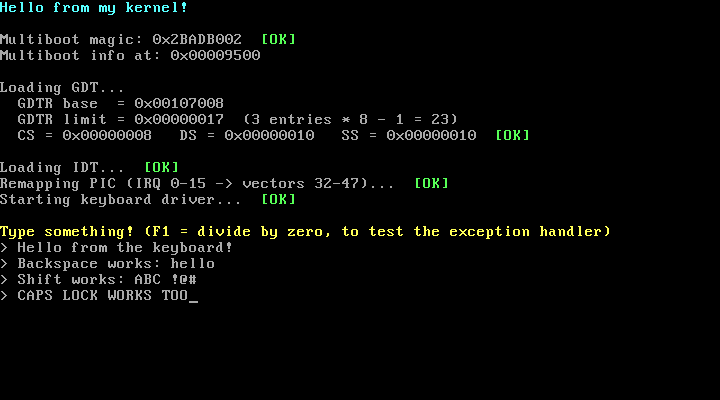 Hello from my kernel!
Multiboot magic: 0x2BADB002  [OK]
Multiboot info at: 0x00009500
Loading GDT...
  GDTR base  = 0x00107008
  GDTR limit = 0x00000017  (3 entries * 8 - 1 = 23)
  CS = 0x00000008   DS = 0x00000010   SS = 0x00000010  [OK]
Loading IDT...  [OK]
Remapping PIC (IRQ 0-15 -> vectors 32-47)...  [OK]
Starting keyboard driver...  [OK]
Type something! (F1 = divide by zero, to test the exception handler)
> Hello from the keyboard!
> Backspace works: hello
> Shift works: ABC !@#
> CAPS LOCK WORKS TOO_